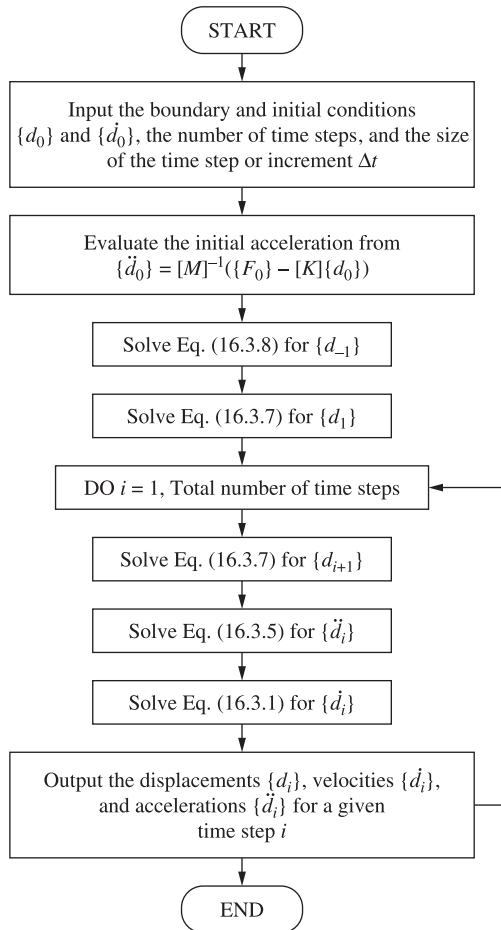 START
Input the boundary and initial conditions
{d₀} and {ḋ₀}, the number of time steps, and the size
of the time step or increment Δt
Evaluate the initial acceleration from
{d̈₀} = [M]⁻¹({F₀} − [K]{d₀})
Solve Eq. (16.3.8) for {d₋₁}
Solve Eq. (16.3.7) for {d₁}
DO i = 1, Total number of time steps
Solve Eq. (16.3.7) for {dᵢ₊₁}
Solve Eq. (16.3.5) for {d̈ᵢ}
Solve Eq. (16.3.1) for {ḋᵢ}
Output the displacements {dᵢ}, velocities {ḋᵢ},
and accelerations {d̈ᵢ} for a given
time step i
END